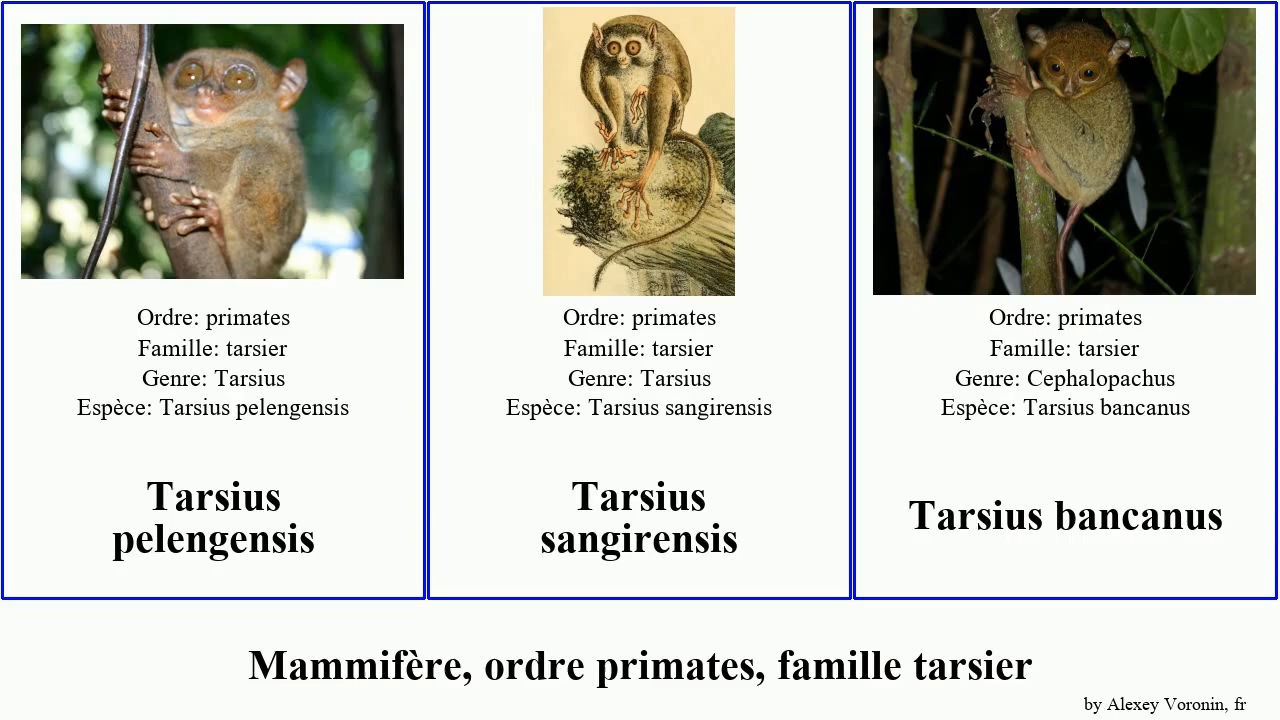 Ordre: primates
Famille: tarsier
Genre: Tarsius
Espèce: Tarsius pelengensis
Tarsius
pelengensis
Ordre: primates
Famille: tarsier
Genre: Tarsius
Espèce: Tarsius sangirensis
Tarsius
sangirensis
Ordre: primates
Famille: tarsier
Genre: Cephalopachus
Espèce: Tarsius bancanus
Tarsius bancanus
Mammifère, ordre primates, famille tarsier
by Alexey Voronin, fr